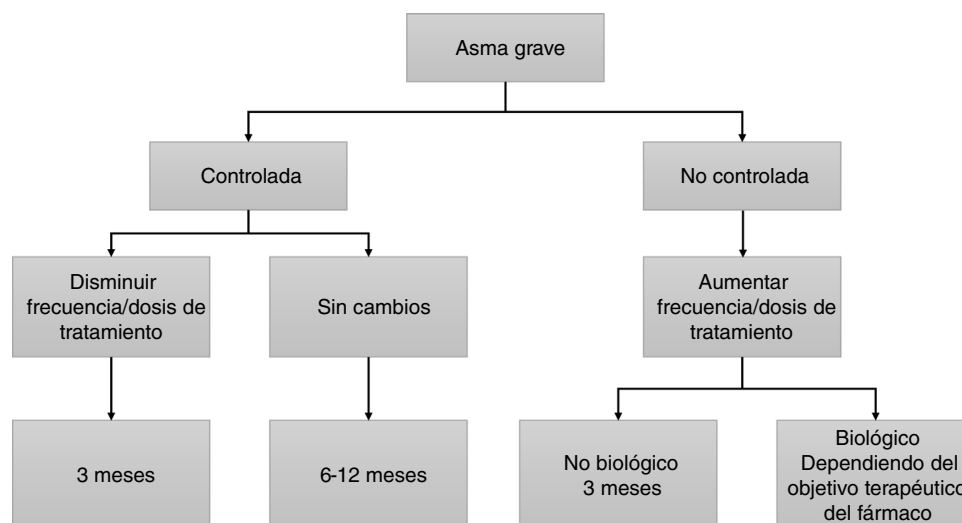 Asma grave
Controlada
No controlada
Disminuir
frecuencia/dosis de
tratamiento
Sin cambios
Aumentar
frecuencia/dosis de
tratamiento
3 meses
6-12 meses
No biológico
3 meses
Biológico
Dependiendo del
objetivo terapéutico
del fármaco